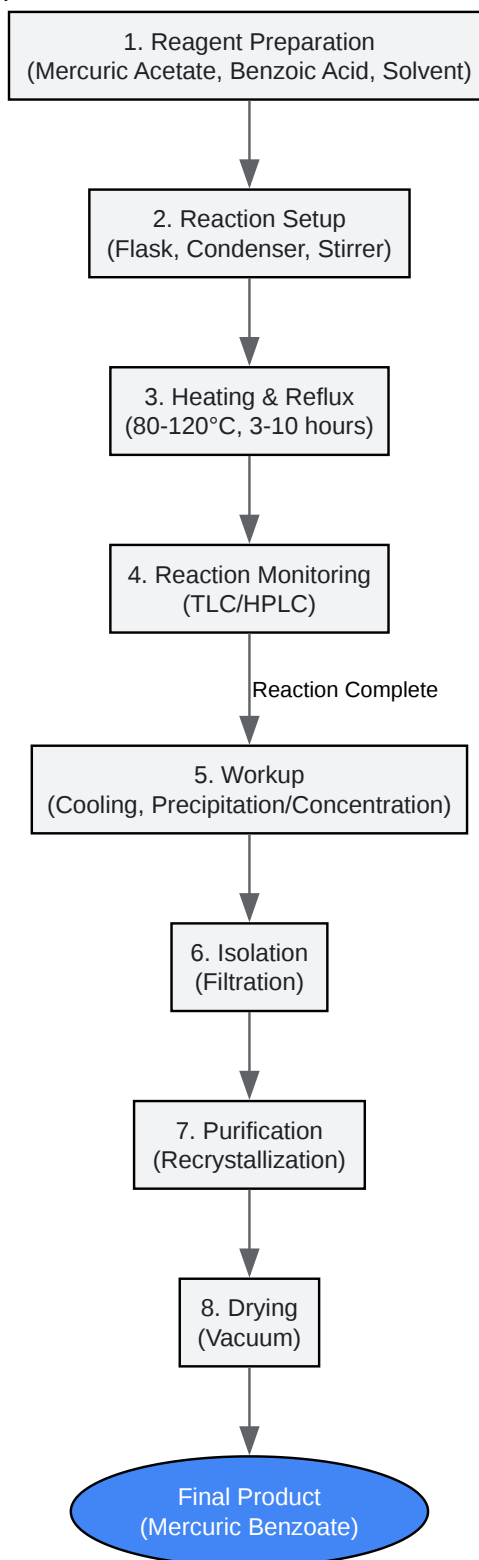 1. Reagent Preparation
(Mercuric Acetate, Benzoic Acid, Solvent)
2. Reaction Setup
(Flask, Condenser, Stirrer)
3. Heating & Reflux
(80-120°C, 3-10 hours)
4. Reaction Monitoring
(TLC/HPLC)
Reaction Complete
5. Workup
(Cooling, Precipitation/Concentration)
6. Isolation
(Filtration)
7. Purification
(Recrystallization)
8. Drying
(Vacuum)
Final Product
(Mercuric Benzoate)